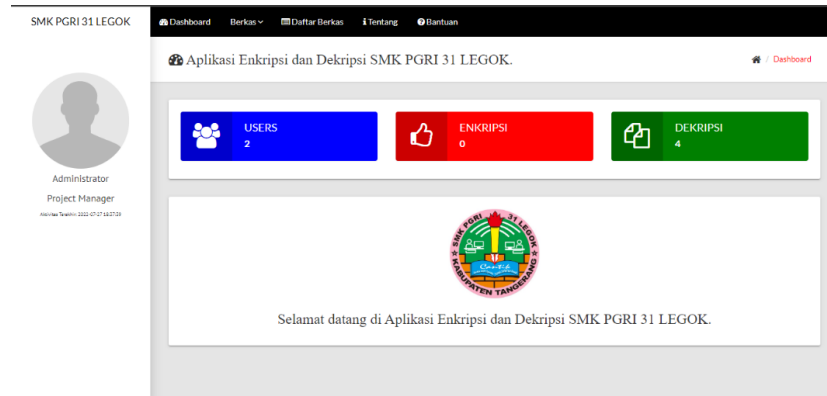 SMK PGRI 31 LEGOK
Dashboard Berkas Daftar Berkas Tentang Bantuan
Aplikasi Enkripsi dan Dekripsi SMK PGRI 31 LEGOK.
/ Dashboard
USERS
2
ENKRIPSI
0
DEKRIPSI
4
Administrator
Project Manager
SMK PGRI 31 LEGOK
KABUPATEN TANGERANG
Selamat datang di Aplikasi Enkripsi dan Dekripsi SMK PGRI 31 LEGOK.